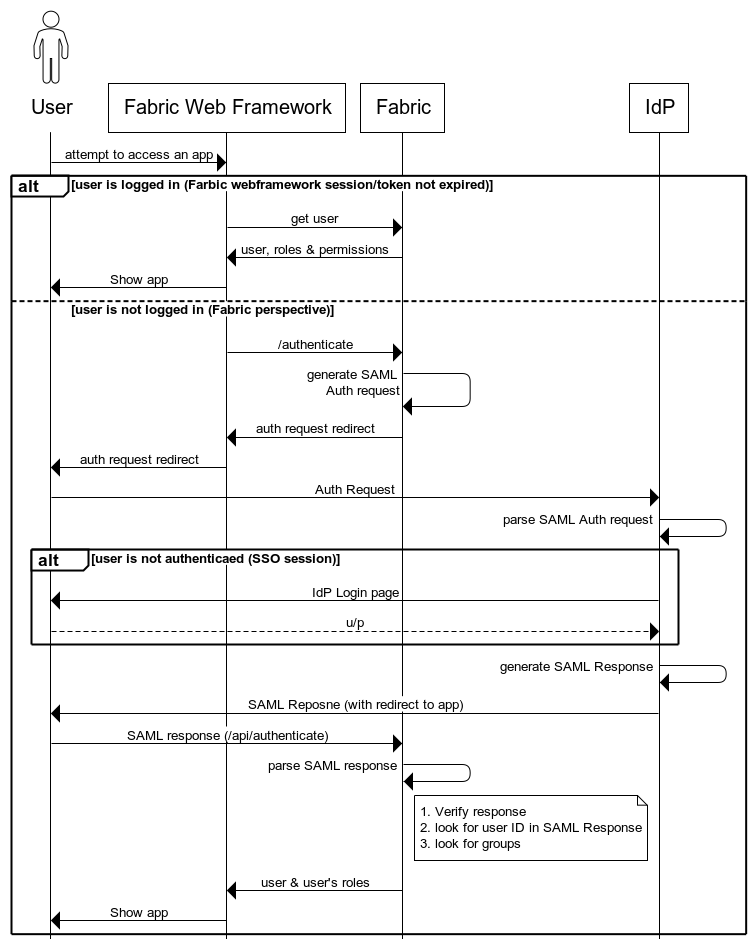 User
Fabric Web Framework
Fabric
IdP
attempt to access an app
alt
[user is logged in (Farbic webframework session/token not expired)]
get user
user, roles & permissions
Show app
[user is not logged in (Fabric perspective)]
/authenticate
generate SAML
Auth request
auth request redirect
auth request redirect
Auth Request
parse SAML Auth request
alt
[user is not authenticaed (SSO session)]
IdP Login page
u/p
generate SAML Response
SAML Reposne (with redirect to app)
SAML response (/api/authenticate)
parse SAML response
1. Verify response
2. look for user ID in SAML Response
3. look for groups
user & user's roles
Show app